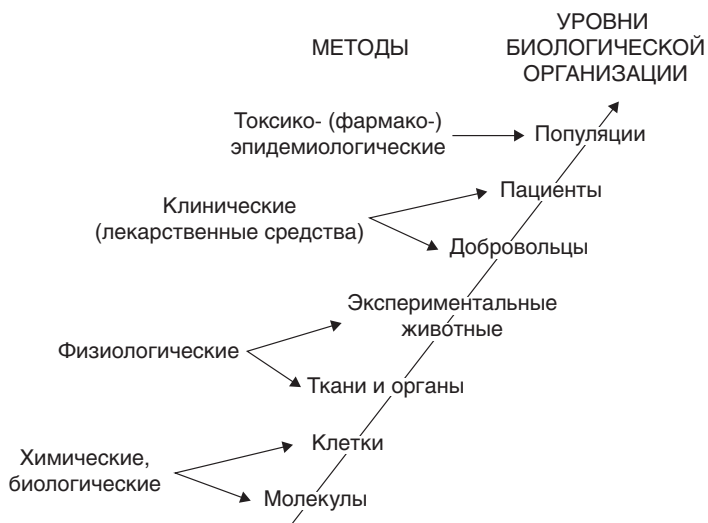 МЕТОДЫ
УРОВНИ
БИОЛОГИЧЕСКОЙ
ОРГАНИЗАЦИИ
Токсико- (фармако-)
эпидемиологические
Популяции
Пациенты
Клинические
(лекарственные средства)
Добровольцы
Экспериментальные
животные
Физиологические
Ткани и органы
Клетки
Химические,
биологические
Молекулы